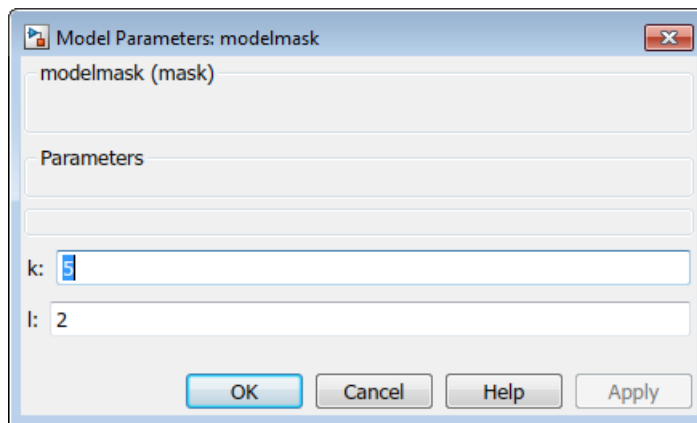 Model Parameters: modelmask
modelmask (mask)
Parameters
k: 5
l: 2
OK Cancel Help Apply